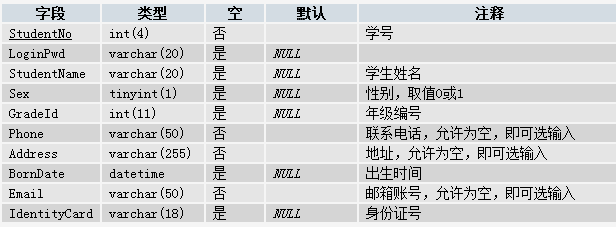 字段 类型 空 默认 注释
StudentNo int(4) 否 学号
LoginPwd varchar(20) 是 NULL
StudentName varchar(20) 是 NULL 学生姓名
Sex tinyint(1) 是 NULL 性别，取值0或1
GradeId int(11) 是 NULL 年级编号
Phone varchar(50) 否 联系电话，允许为空，即可选输入
Address varchar(255) 否 地址，允许为空，即可选输入
BornDate datetime 是 NULL 出生时间
Email varchar(50) 否 邮箱账号，允许为空，即可选输入
IdentityCard varchar(18) 是 NULL 身份证号